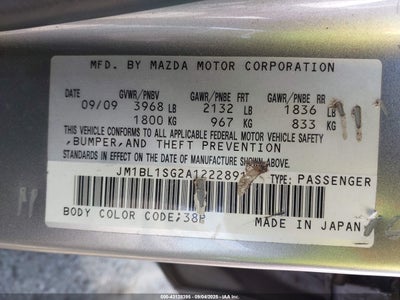 MFD. BY MAZDA MOTOR CORPORATION
DATE GVWR/PNBV GAWR/PNBE FRT GAWR/PNBE RR
09/09 3968 LB 2132 LB 1836 LB
1800 KG 967 KG 833 KG
THIS VEHICLE CONFORMS TO ALL APPLICABLE FEDERAL MOTOR VEHICLE SAFETY
,BUMPER,AND THEFT PREVENTION
STANDARDS IN EFFECT ON THE DATE OF MANUFACTURE SHOWN ABOVE.
TYPE: PASSENGER
BODY COLOR CODE:38P
MADE IN JAPAN